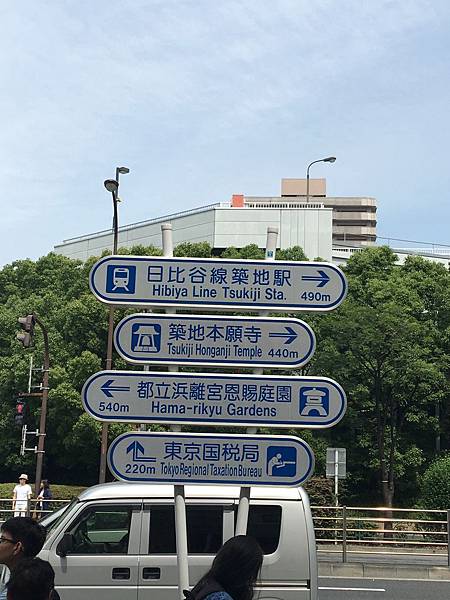 日比谷線築地駅
Hibiya Line Tsukiji Sta. 490m
築地本願寺
Tsukiji Honganji Temple 440m
都立浜離宮恩賜庭園
540m Hama-rikyu Gardens
東京国税局
220m Tokyo Regional Taxation Bureau